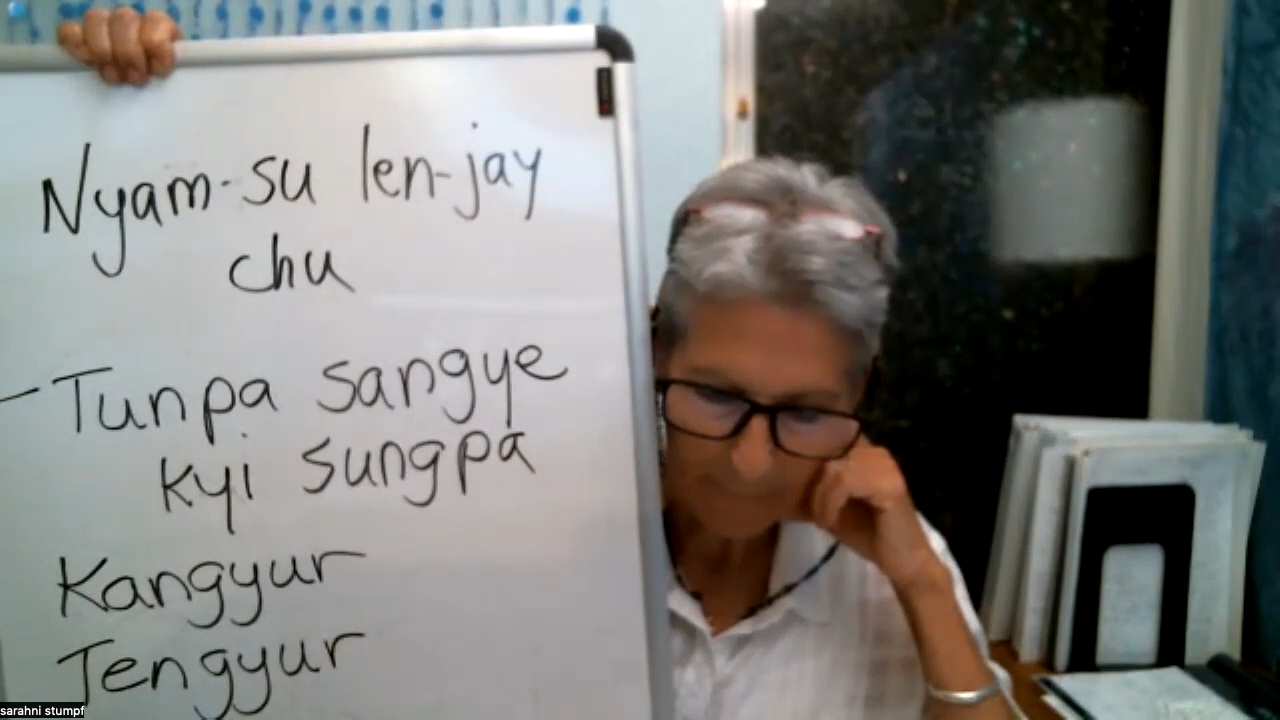 Nyam-su len-jay
chu
- Tunpa sangye
kyi sungpa
Kangyur
Tengyur
sarahni stumpf